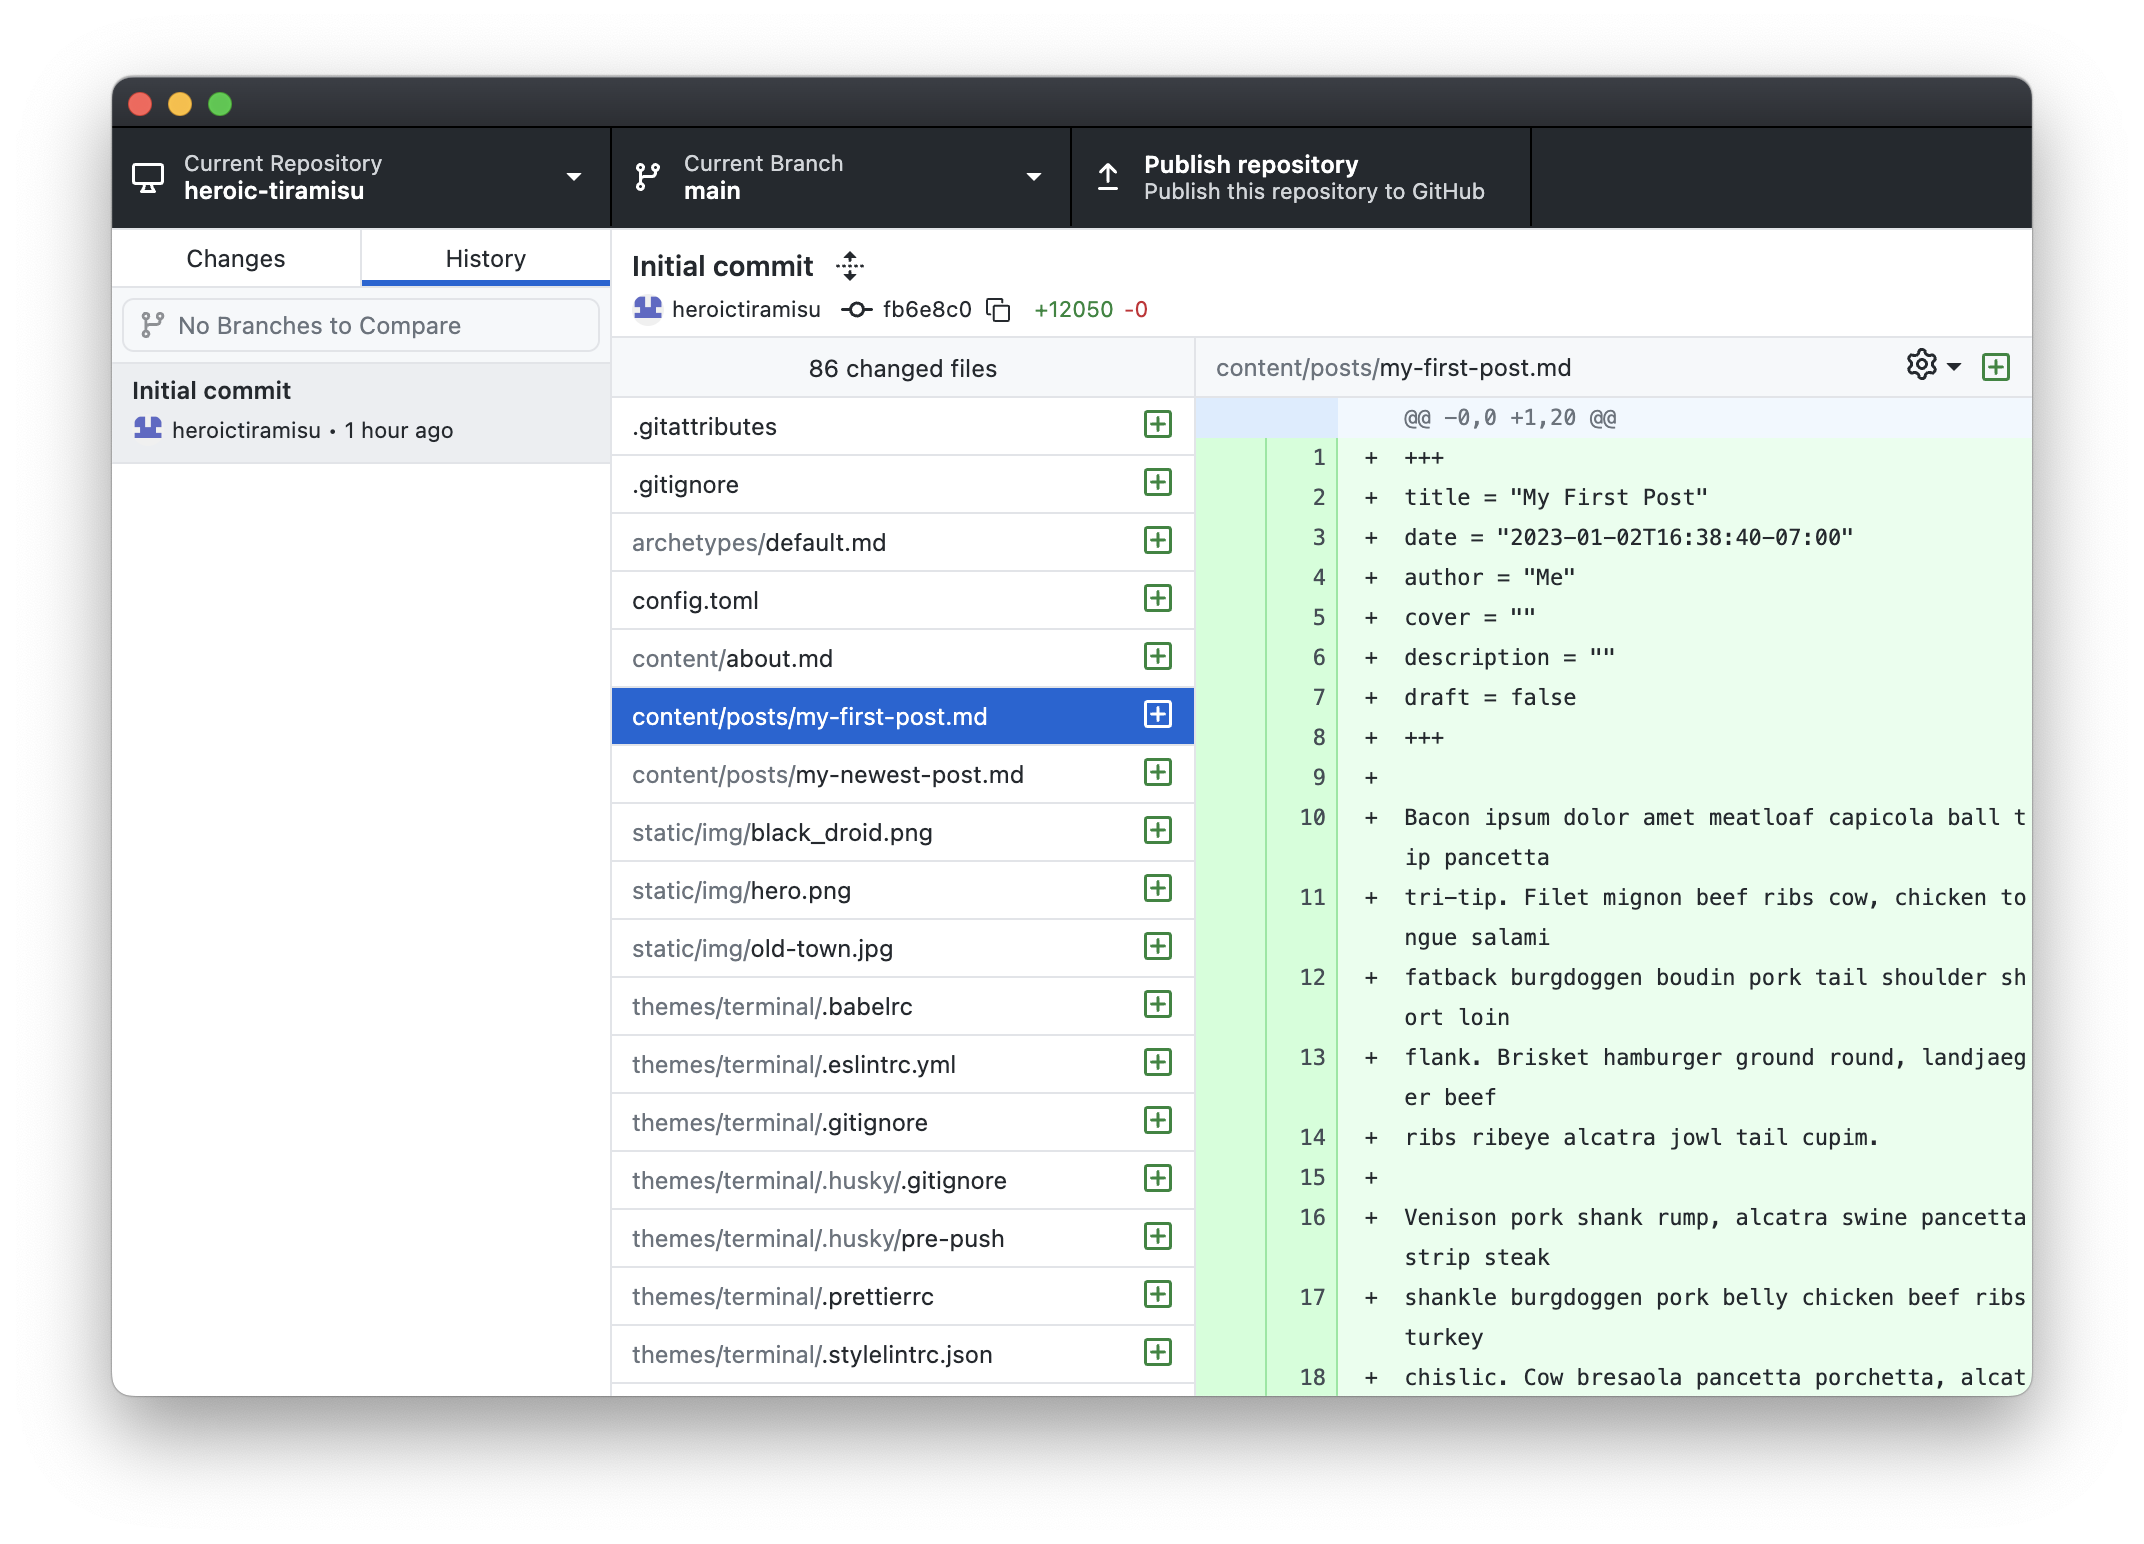 Current Repository
heroic-tiramisu
Current Branch
main
Publish repository
Publish this repository to GitHub
Changes
History
No Branches to Compare
Initial commit
heroictiramisu • 1 hour ago
Initial commit
heroictiramisu fb6e8c0 +12050 -0
86 changed files
.gitattributes
.gitignore
archetypes/default.md
config.toml
content/about.md
content/posts/my-first-post.md
content/posts/my-newest-post.md
static/img/black_droid.png
static/img/hero.png
static/img/old-town.jpg
themes/terminal/.babelrc
themes/terminal/.eslintrc.yml
themes/terminal/.gitignore
themes/terminal/.husky/.gitignore
themes/terminal/.husky/pre-push
themes/terminal/.prettierrc
themes/terminal/.stylelintrc.json
content/posts/my-first-post.md
@@ -0,0 +1,20 @@
1 + +++
2 + title = "My First Post"
3 + date = "2023-01-02T16:38:40-07:00"
4 + author = "Me"
5 + cover = ""
6 + description = ""
7 + draft = false
8 + +++
9 +
10 + Bacon ipsum dolor amet meatloaf capicola ball t
ip pancetta
11 + tri-tip. Filet mignon beef ribs cow, chicken to
ngue salami
12 + fatback burgdoggen boudin pork tail shoulder sh
ort loin
13 + flank. Brisket hamburger ground round, landjaeg
er beef
14 + ribs ribeye alcatra jowl tail cupim.
15 +
16 + Venison pork shank rump, alcatra swine pancetta
strip steak
17 + shankle burgdoggen pork belly chicken beef ribs
turkey
18 + chislic. Cow bresaola pancetta porchetta, alcat